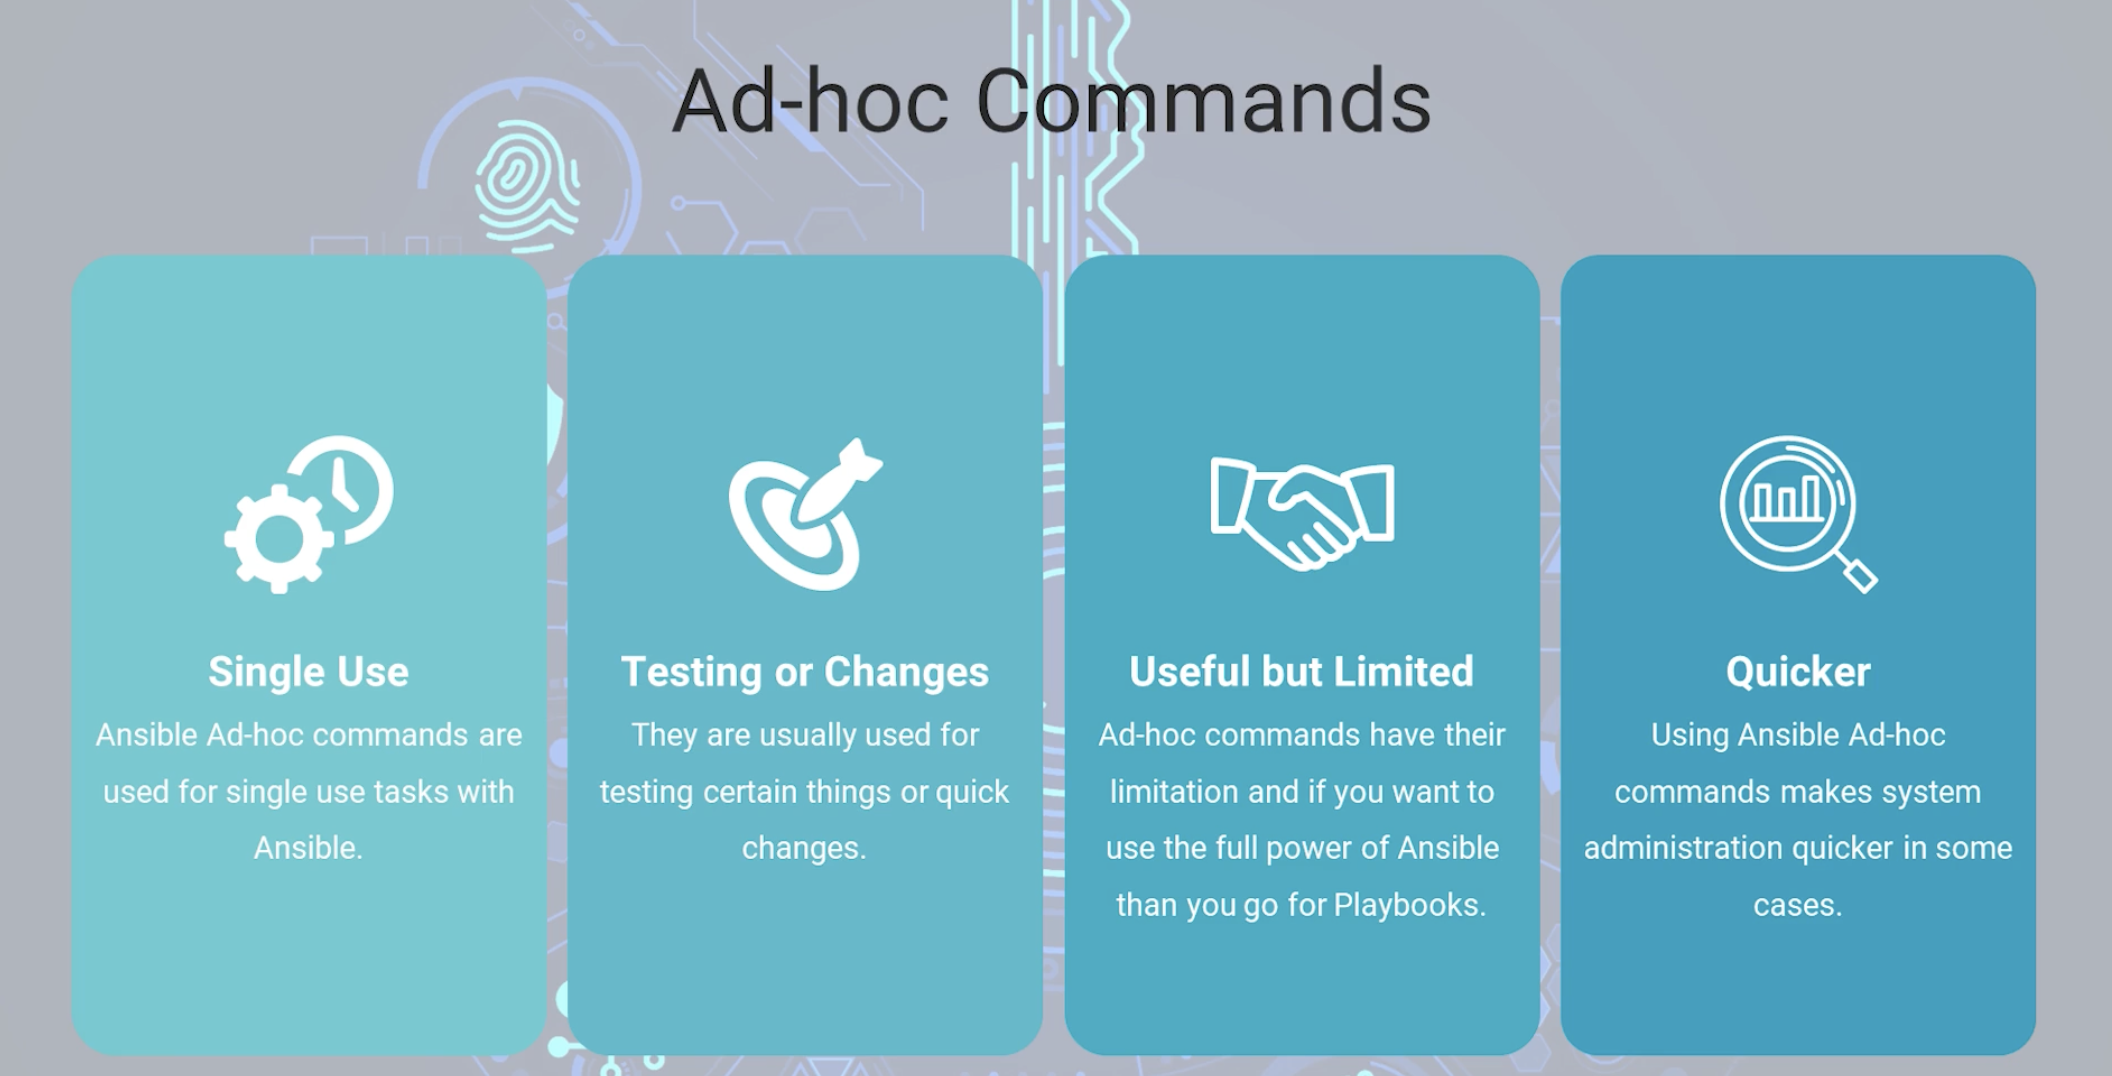 Ad-hoc Commands
Single Use
Ansible Ad-hoc commands are
used for single use tasks with
Ansible.
Testing or Changes
They are usually used for
testing certain things or quick
changes.
Useful but Limited
Ad-hoc commands have their
limitation and if you want to
use the full power of Ansible
than you go for Playbooks.
Quicker
Using Ansible Ad-hoc
commands makes system
administration quicker in some
cases.